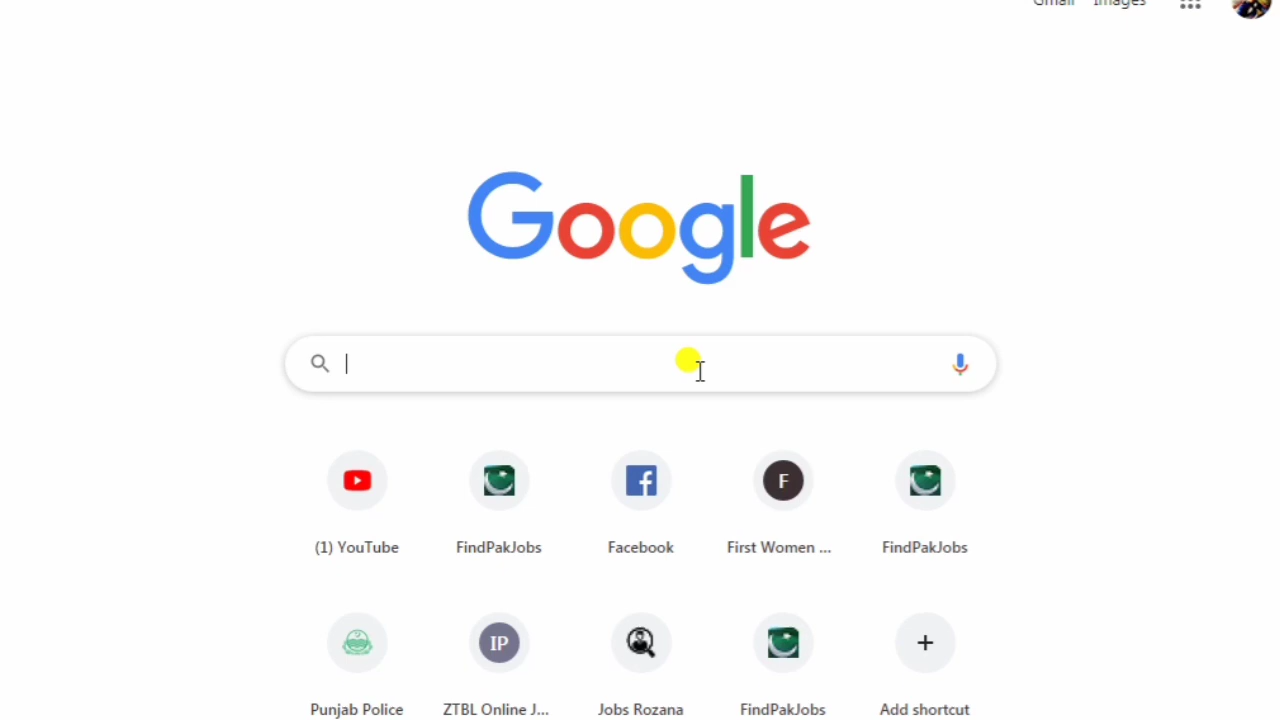 Gmail Images
Google
(1) YouTube FindPakJobs Facebook First Women ... FindPakJobs
F
IP
Punjab Police ZTBL Online J... Jobs Rozana FindPakJobs Add shortcut